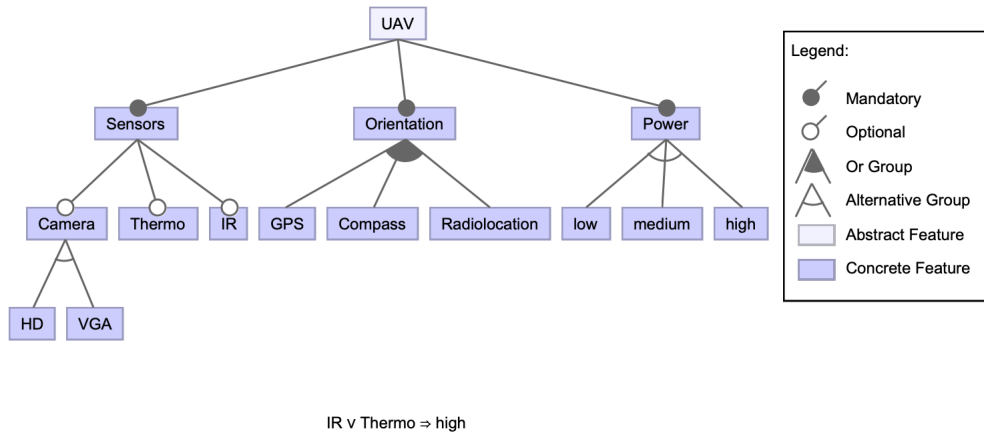 UAV
Legend:
Mandatory
Sensors
Orientation
Power
Optional
Or Group
Alternative Group
Camera
Thermo
IR
GPS
Compass
Radiolocation
low
medium
high
Abstract Feature
Concrete Feature
HD
VGA
IR v Thermo ⇒ high